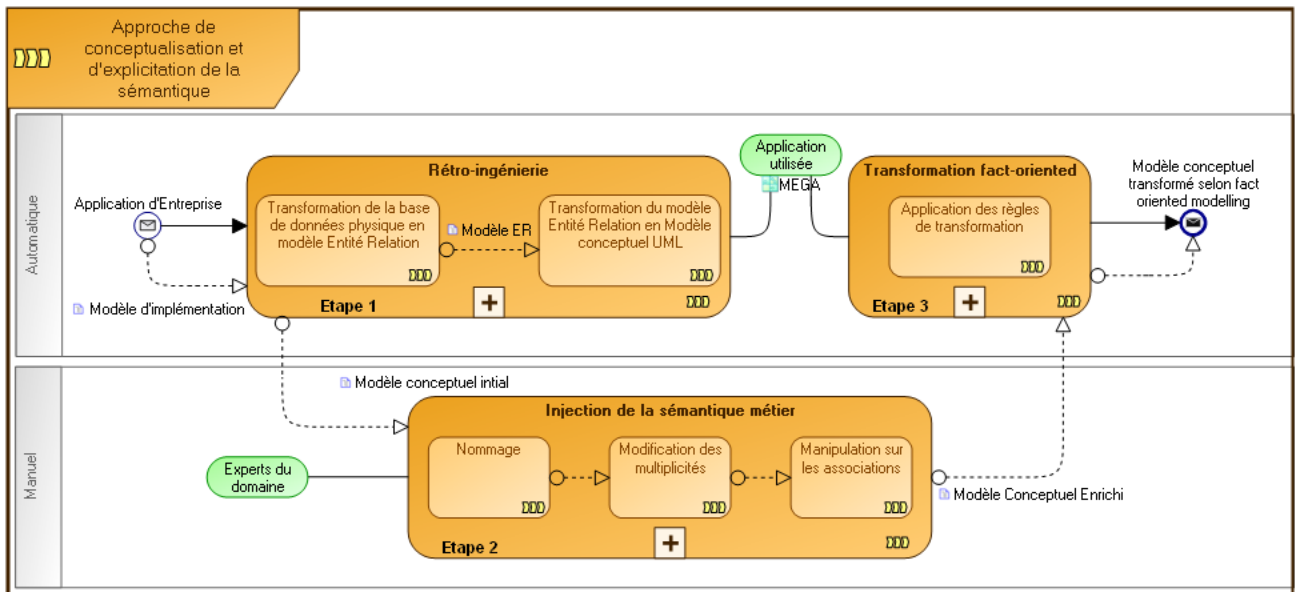 Approche de
conceptualisation et
d'explicitation de la
sémantique
Automatique
Application d'Entreprise
Modèle d'implémentation
Rétro-ingénierie
Transformation de la base
de données physique en
modèle Entité Relation
Modèle ER
Transformation du modèle
Entité Relation en Modèle
conceptuel UML
Etape 1
Application
utilisée
MEGA
Transformation fact-oriented
Application des règles
de transformation
Etape 3
Modèle conceptuel
transformé selon fact
oriented modelling
Manuel
Modèle conceptuel intial
Experts du
domaine
Injection de la sémantique métier
Nommage
Modification des
multiplicités
Manipulation sur
les associations
Etape 2
Modèle Conceptuel Enrichi